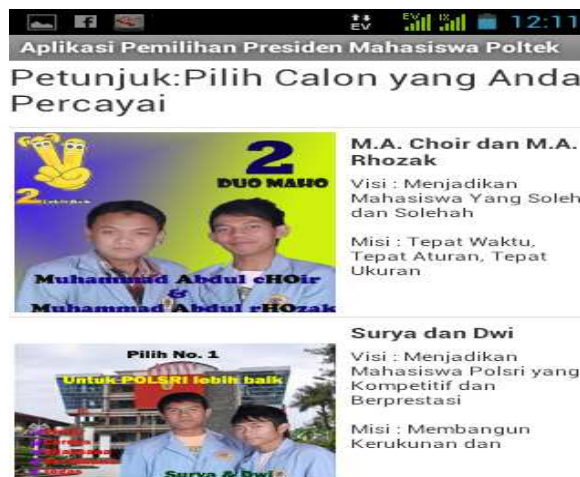 EV
EV
12:11
Aplikasi Pemilihan Presiden Mahasiswa Poltek
Petunjuk:Pilih Calon yang Anda
Percayai
2
DUO MAHO
2
Muhammad Abdul cHOir
&
Muhammad Abdul rHOzak
M.A. Choir dan M.A.
Rhozak
Visi : Menjadikan
Mahasiswa Yang Soleh
dan Solehah
Misi : Tepat Waktu,
Tepat Aturan, Tepat
Ukuran
Pilih No. 1
Untuk POLSRI lebih baik
Surya & Dwi
Surya dan Dwi
Visi : Menjadikan
Mahasiswa Polsri yang
Kompetitif dan
Berprestasi
Misi : Membangun
Kerukunan dan